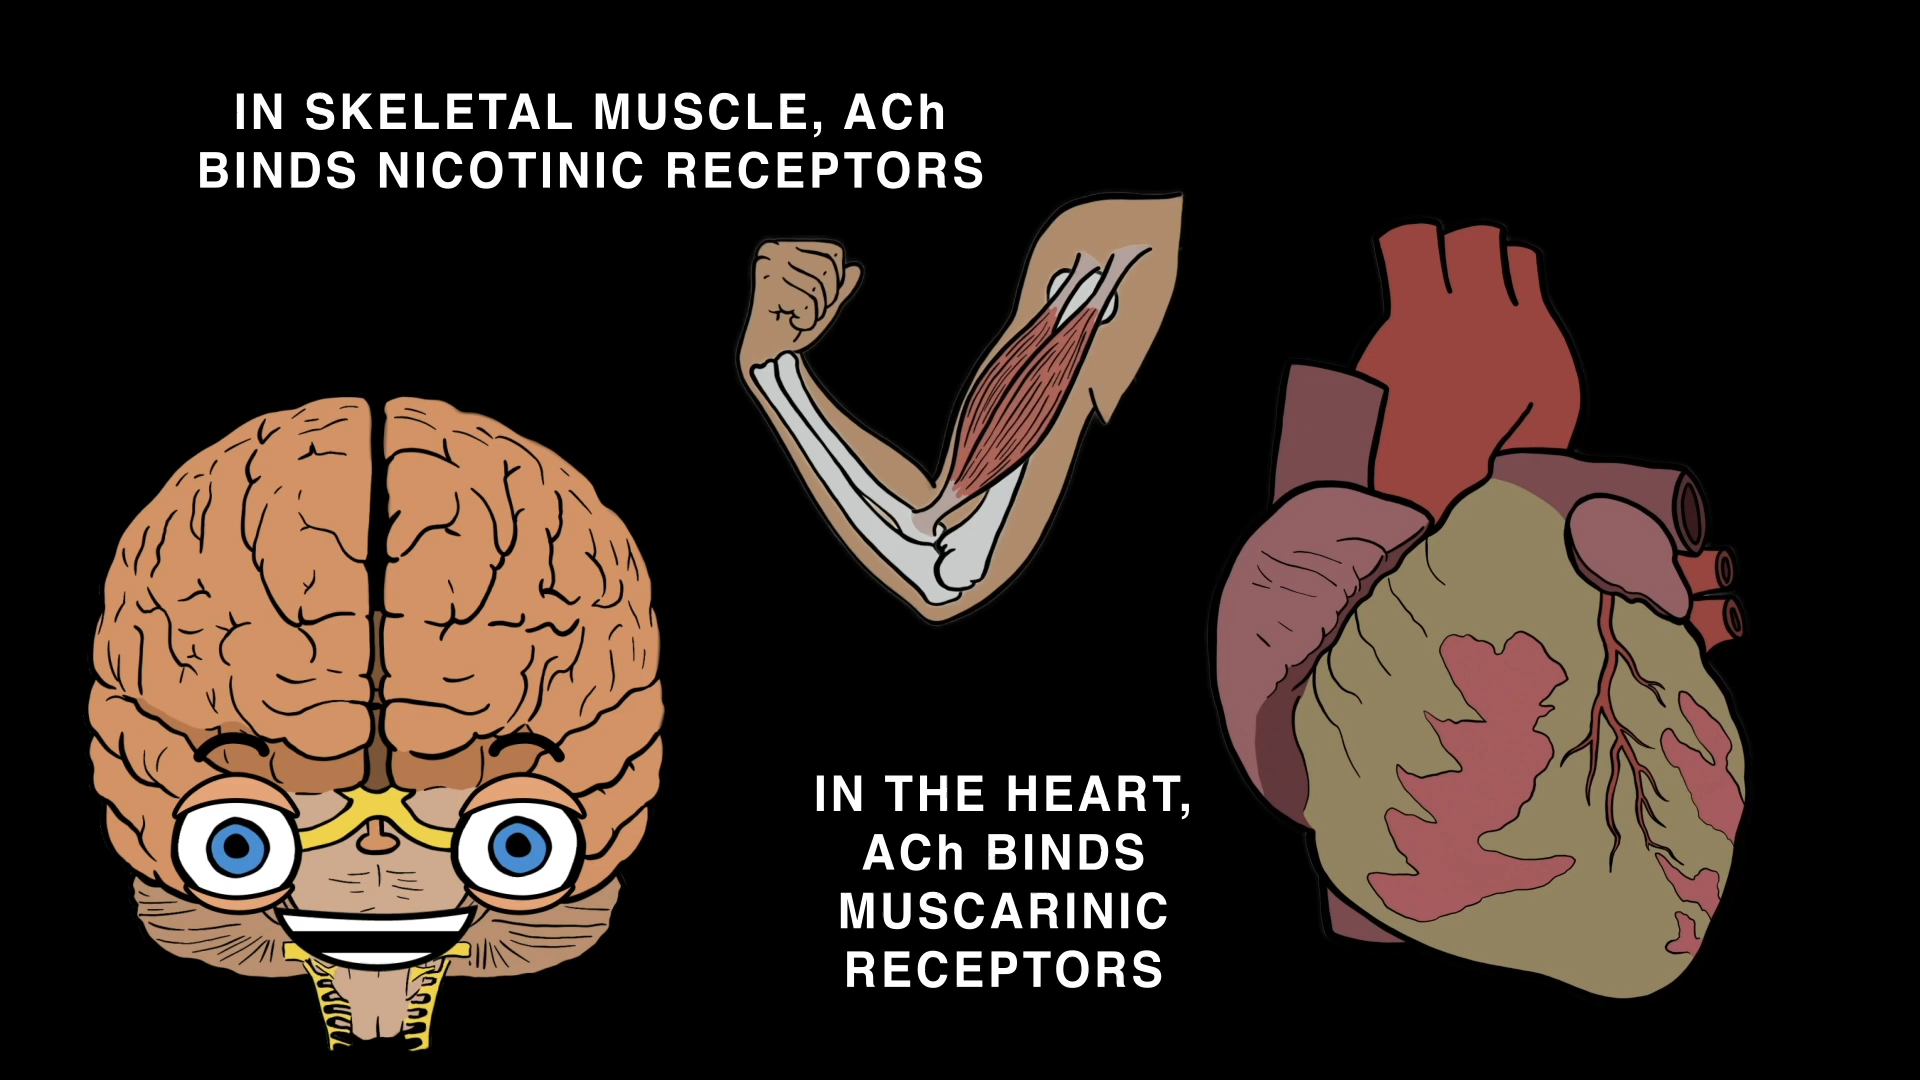 IN SKELETAL MUSCLE, ACh
BINDS NICOTINIC RECEPTORS
IN THE HEART,
ACh BINDS
MUSCARINIC
RECEPTORS